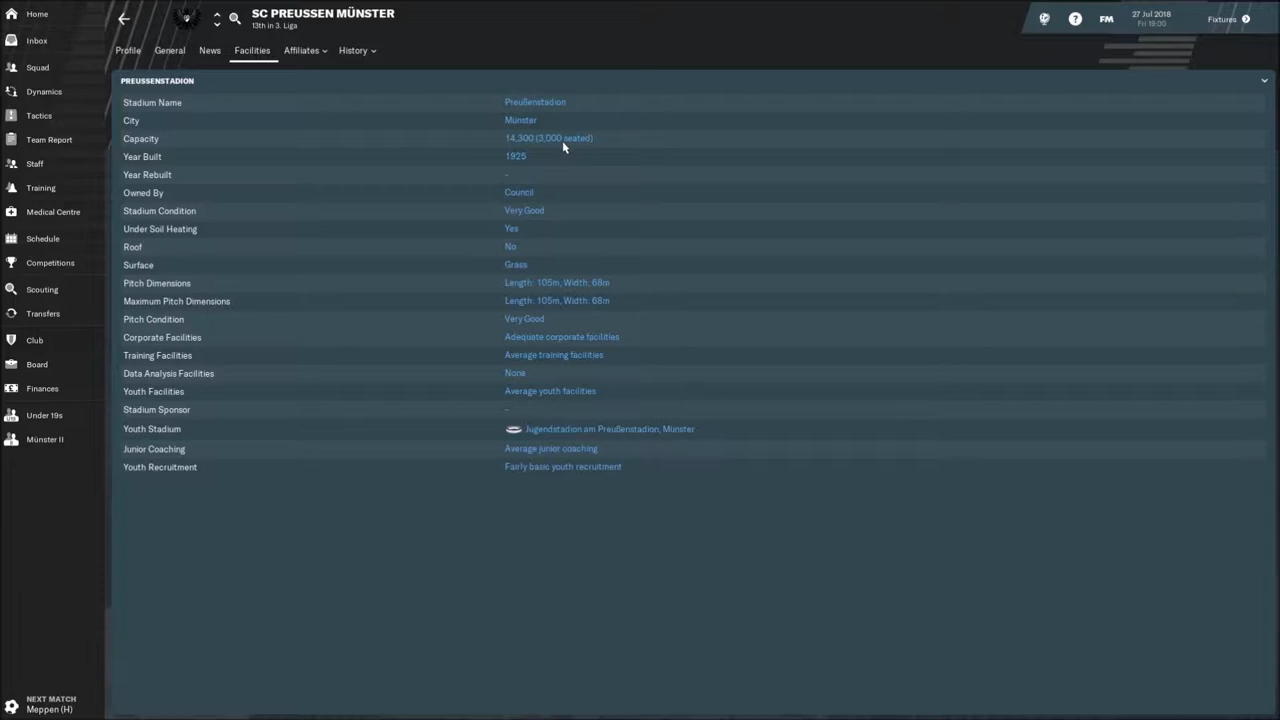 Home
Inbox
Squad
Dynamics
Tactics
Team Report
Staff
Training
Medical Centre
Schedule
Competitions
Scouting
Transfers
Club
Board
Finances
Under 19s
Münster II
NEXT MATCH
Meppen (H)
SC PREUSSEN MÜNSTER
13th in 3. Liga
? FM 27 Jul 2018
Fri 19:00
Fixtures
Profile General News Facilities Affiliates History
PREUSSENSTADION
Stadium Name Preußenstadion
City Münster
Capacity 14,300 (3,000 seated)
Year Built 1925
Year Rebuilt -
Owned By Council
Stadium Condition Very Good
Under Soil Heating Yes
Roof No
Surface Grass
Pitch Dimensions Length: 105m, Width: 68m
Maximum Pitch Dimensions Length: 105m, Width: 68m
Pitch Condition Very Good
Corporate Facilities Adequate corporate facilities
Training Facilities Average training facilities
Data Analysis Facilities None
Youth Facilities Average youth facilities
Stadium Sponsor -
Youth Stadium Jugendstadion am Preußenstadion, Münster
Junior Coaching Average junior coaching
Youth Recruitment Fairly basic youth recruitment